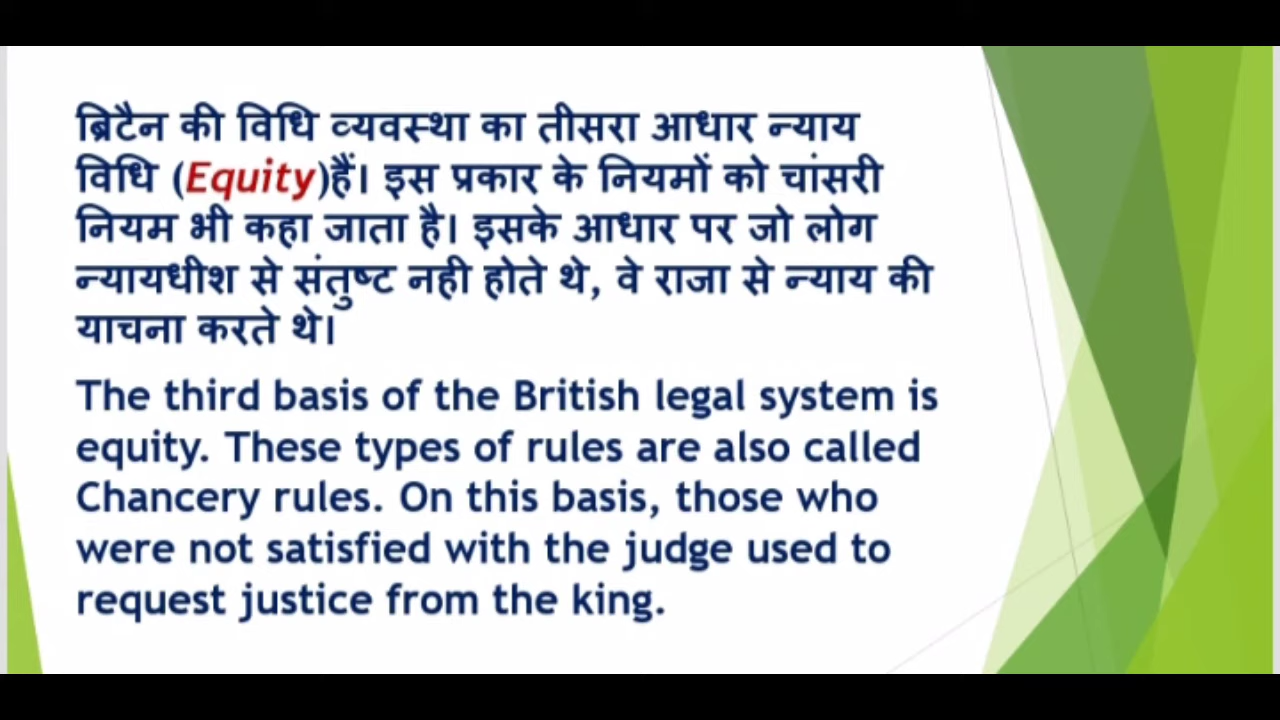 ब्रिटैन की विधि व्यवस्था का तीसरा आधार न्याय
विधि (Equity)हैं। इस प्रकार के नियमों को चांसरी
नियम भी कहा जाता है। इसके आधार पर जो लोग
न्यायधीश से संतुष्ट नही होते थे, वे राजा से न्याय की
याचना करते थे।
The third basis of the British legal system is
equity. These types of rules are also called
Chancery rules. On this basis, those who
were not satisfied with the judge used to
request justice from the king.